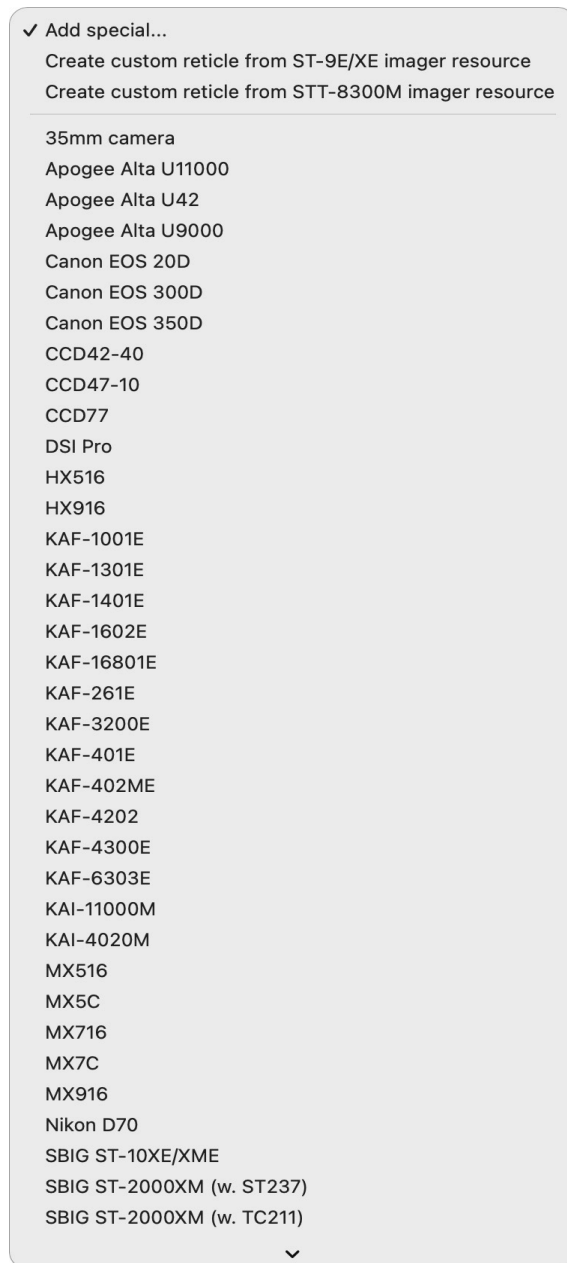 ✓ Add special...
Create custom reticle from ST-9E/XE imager resource
Create custom reticle from STT-8300M imager resource
35mm camera
Apogee Alta U11000
Apogee Alta U42
Apogee Alta U9000
Canon EOS 20D
Canon EOS 300D
Canon EOS 350D
CCD42-40
CCD47-10
CCD77
DSI Pro
HX516
HX916
KAF-1001E
KAF-1301E
KAF-1401E
KAF-1602E
KAF-16801E
KAF-261E
KAF-3200E
KAF-401E
KAF-402ME
KAF-4202
KAF-4300E
KAF-6303E
KAI-11000M
KAI-4020M
MX516
MX5C
MX716
MX7C
MX916
Nikon D70
SBIG ST-10XE/XME
SBIG ST-2000XM (w. ST237)
SBIG ST-2000XM (w. TC211)